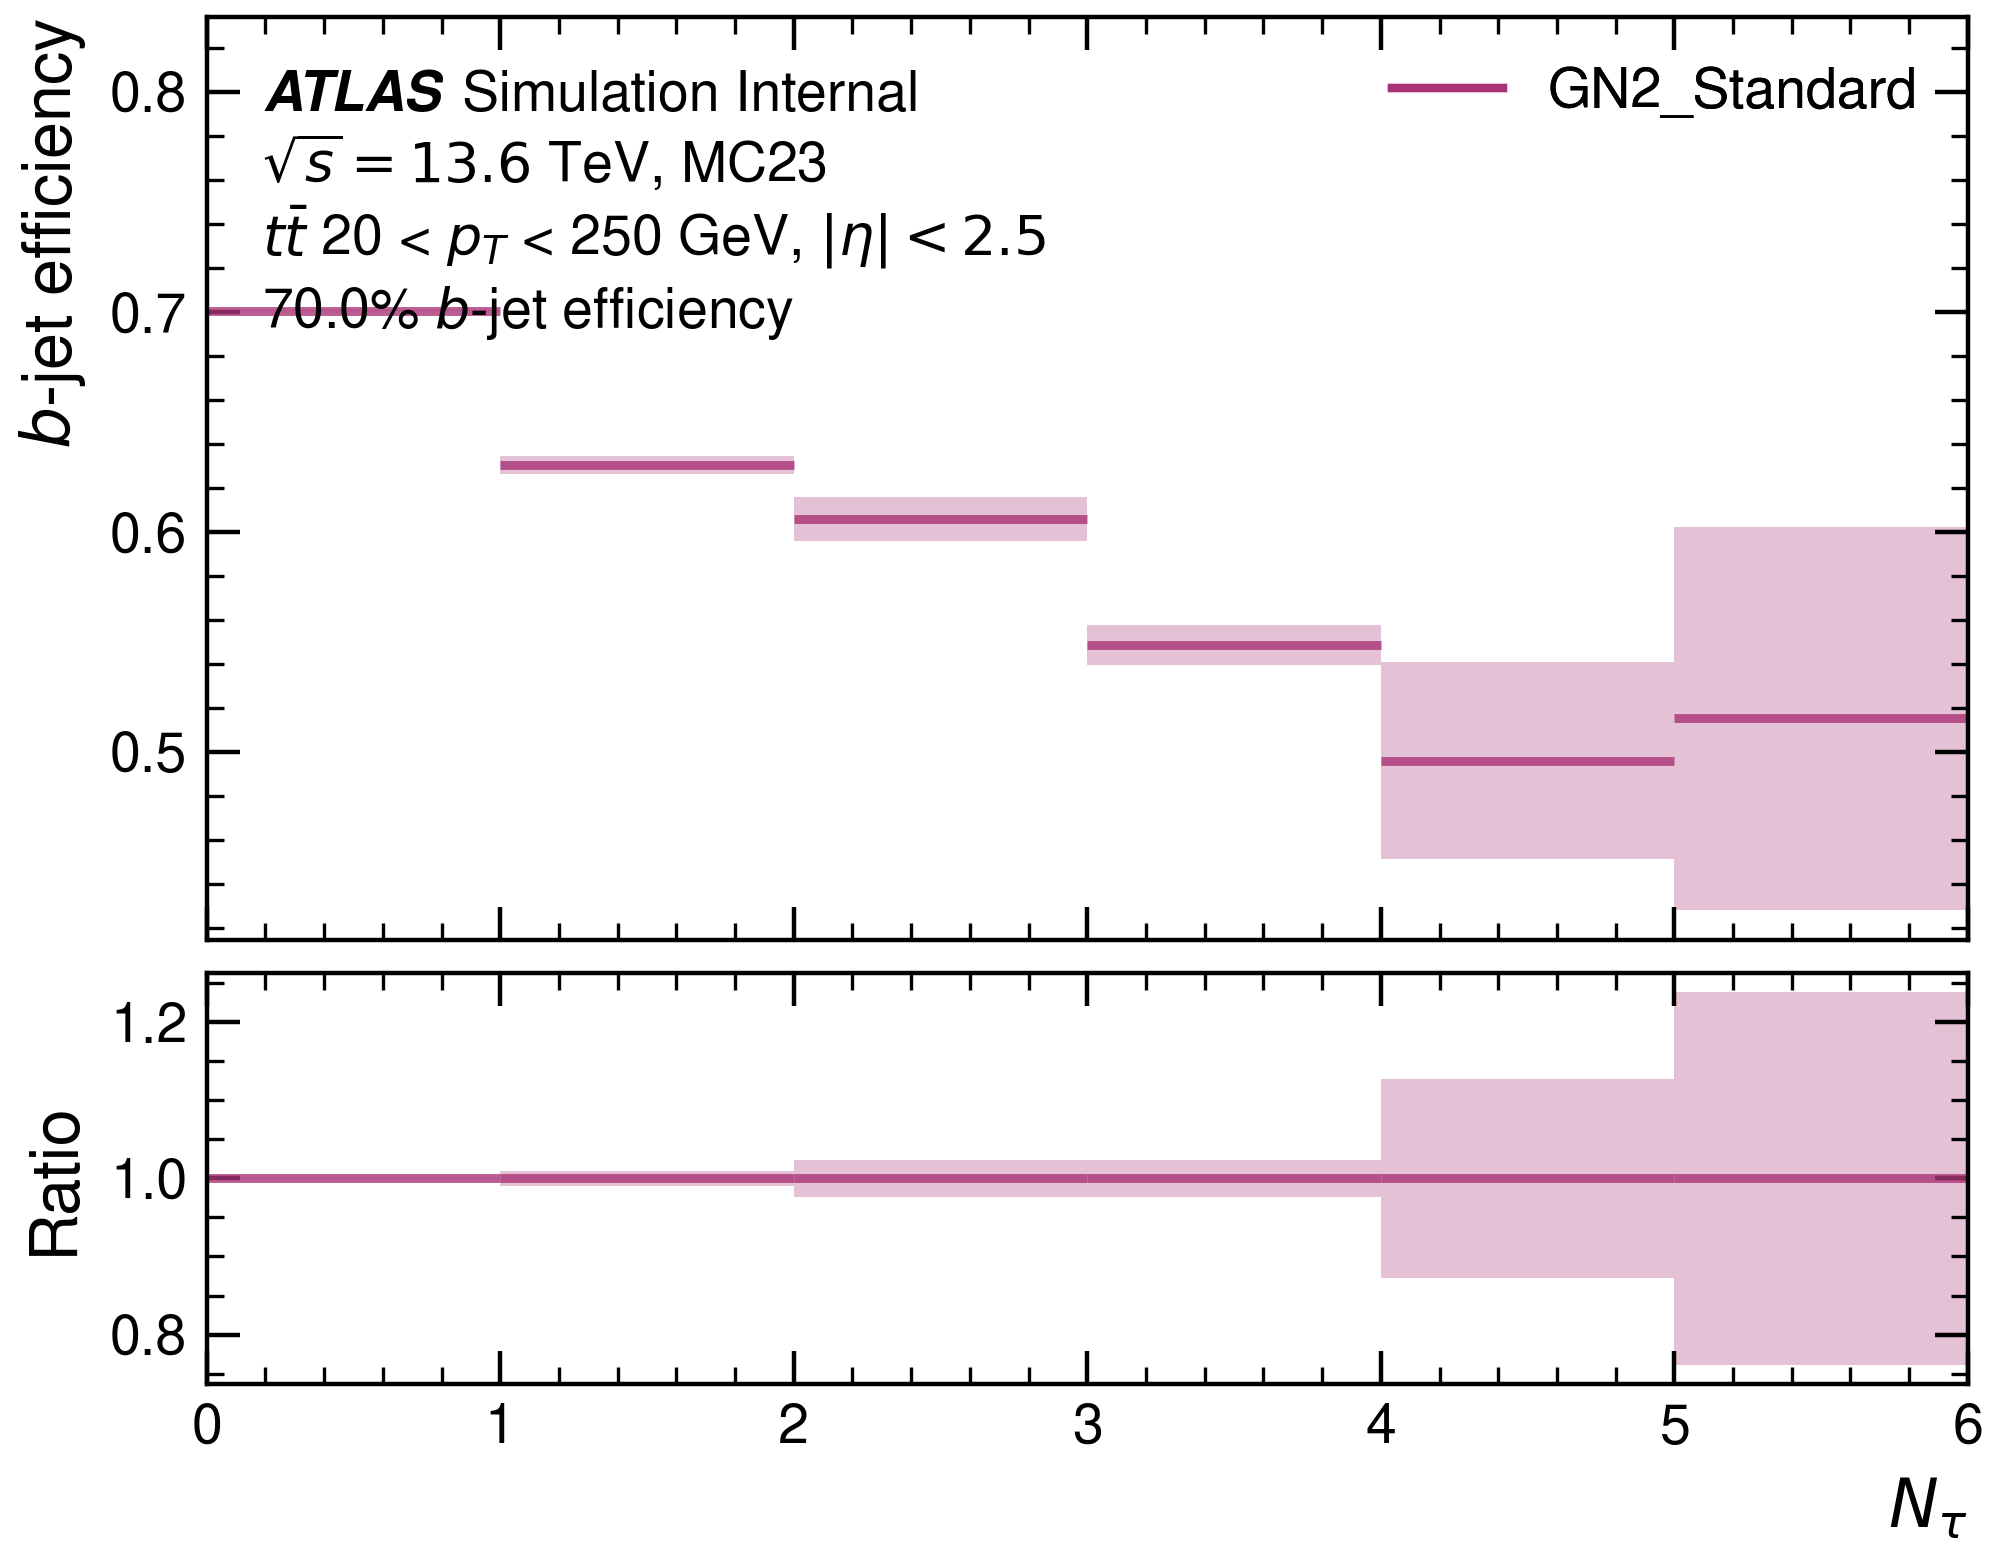 b-jet efficiency
0.8
0.7
0.6
0.5
ATLAS Simulation Internal
√s = 13.6 TeV, MC23
tt̄ 20 < p_T < 250 GeV, |η| < 2.5
70.0% b-jet efficiency
GN2_Standard
Ratio
1.2
1.0
0.8
0 1 2 3 4 5 6
N_τ